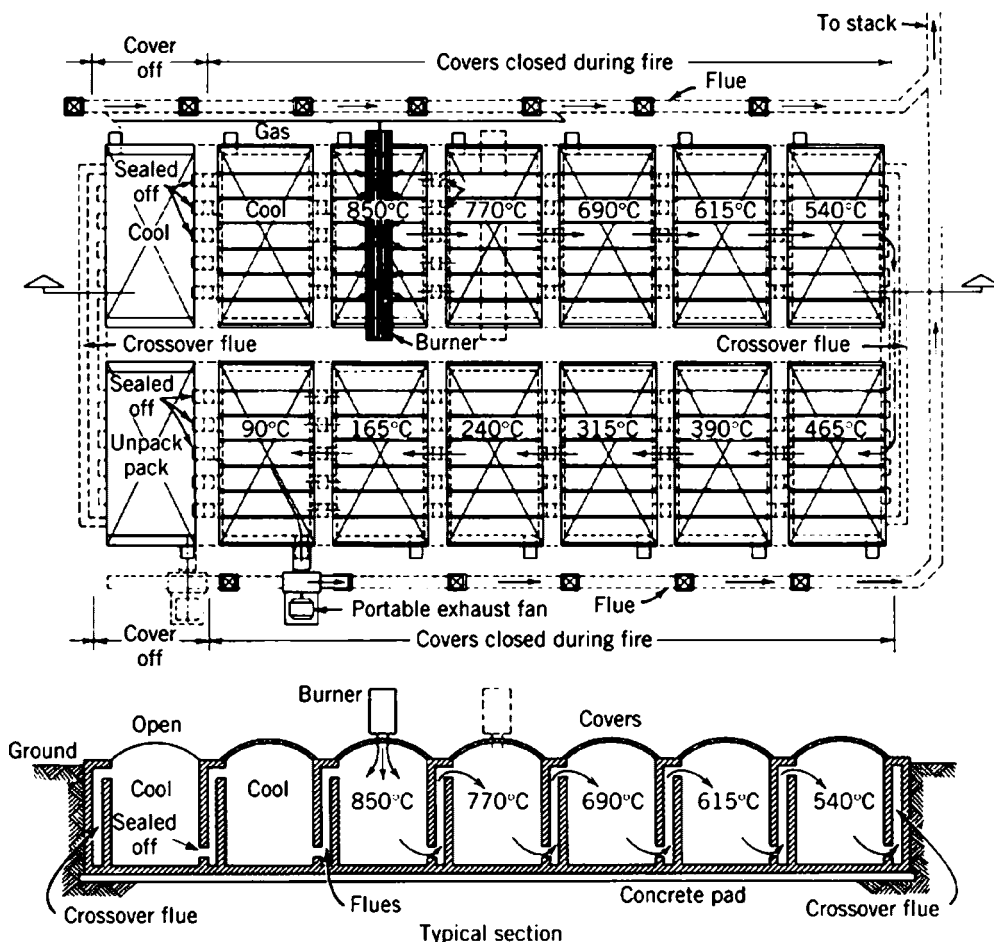 To stack
Cover
off
Covers closed during fire
Flue
Gas
Sealed
off
Cool
Cool
850°C
770°C
690°C
615°C
540°C
Crossover flue
Burner
Crossover flue
Sealed
off
Unpack
pack
90°C
165°C
240°C
315°C
390°C
465°C
Portable exhaust fan
Flue
Cover
off
Covers closed during fire
Burner
Open
Covers
Ground
Cool
Cool
850°C
770°C
690°C
615°C
540°C
Sealed
off
Crossover flue
Flues
Concrete pad
Crossover flue
Typical section